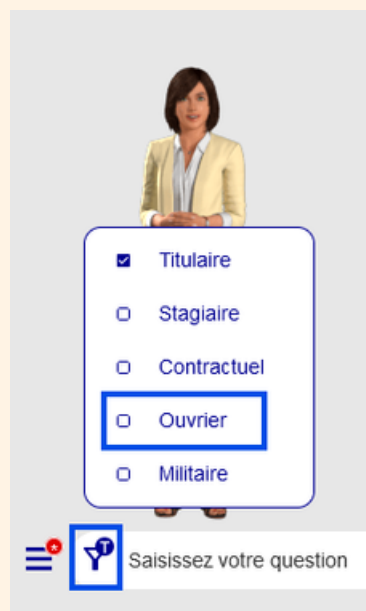 Titulaire
Stagiaire
Contractuel
Ouvrier
Militaire
T
Saisissez votre question